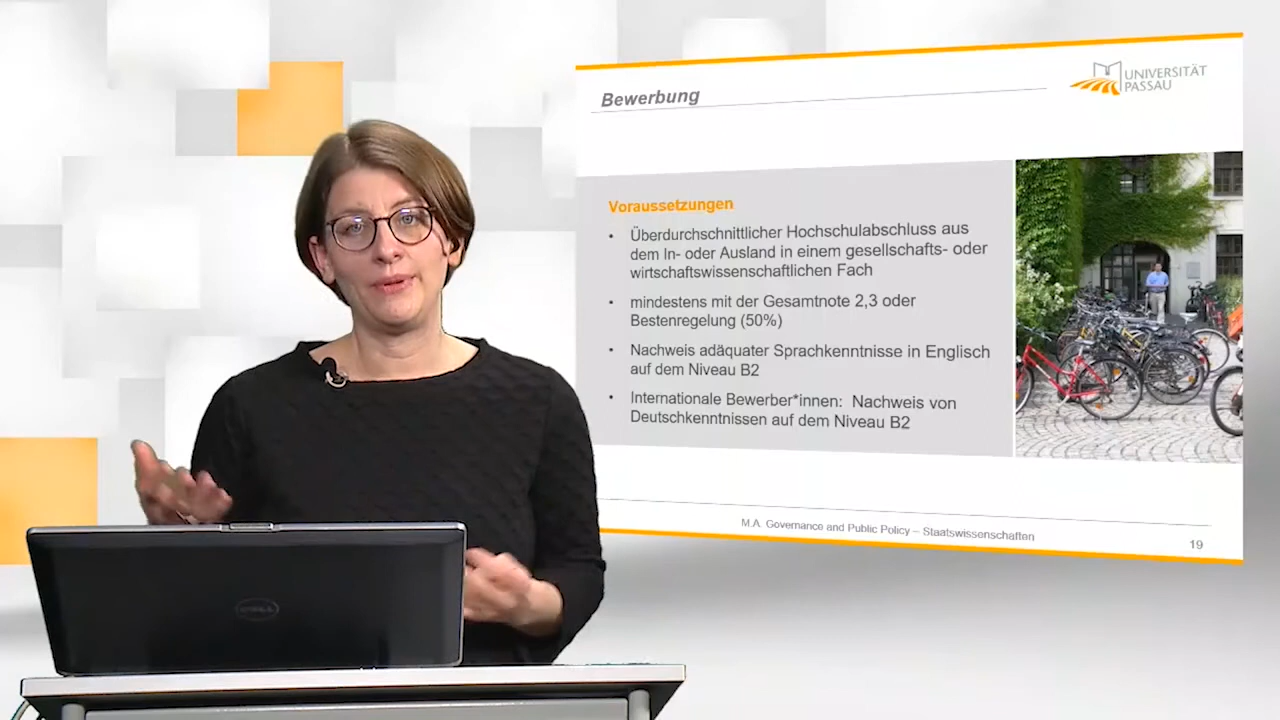 Bewerbung
UNIVERSITÄT
PASSAU
Voraussetzungen
• Überdurchschnittlicher Hochschulabschluss aus
dem In- oder Ausland in einem gesellschafts- oder
wirtschaftswissenschaftlichen Fach
• mindestens mit der Gesamtnote 2,3 oder
Bestenregelung (50%)
• Nachweis adäquater Sprachkenntnisse in Englisch
auf dem Niveau B2
• Internationale Bewerber*innen: Nachweis von
Deutschkenntnissen auf dem Niveau B2
M.A. Governance and Public Policy – Staatswissenschaften
19
DELL